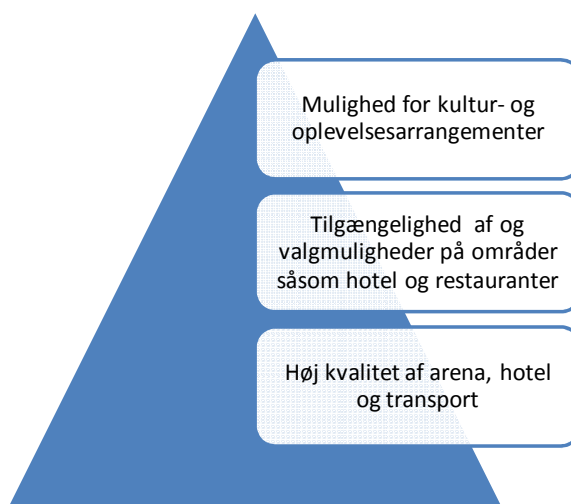 Mulighed for kultur- og
oplevelsesarrangementer
Tilgængelighed af og
valgmuligheder på områder
såsom hotel og restauranter
Høj kvalitet af arena, hotel
og transport